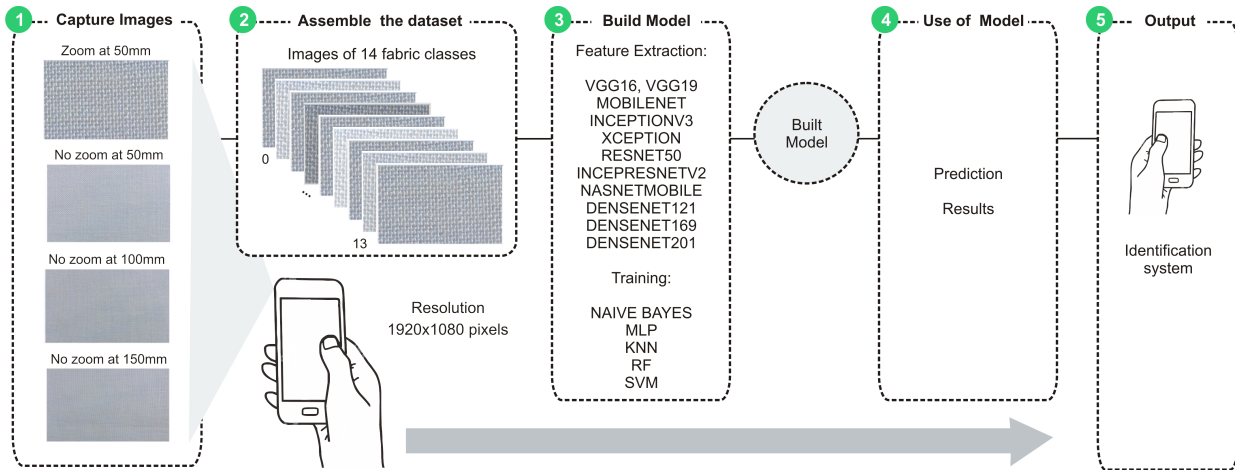 1 Capture Images
Zoom at 50mm
No zoom at 50mm
No zoom at 100mm
No zoom at 150mm
2 Assemble the dataset
Images of 14 fabric classes
0
...
13
Resolution
1920x1080 pixels
3 Build Model
Feature Extraction:
VGG16, VGG19
MOBILENET
INCEPTIONV3
XCEPTION
RESNET50
INCEPRESNETV2
NASNETMOBILE
DENSENET121
DENSENET169
DENSENET201
Training:
NAIVE BAYES
MLP
KNN
RF
SVM
Built
Model
4 Use of Model
Prediction
Results
5 Output
Identification
system